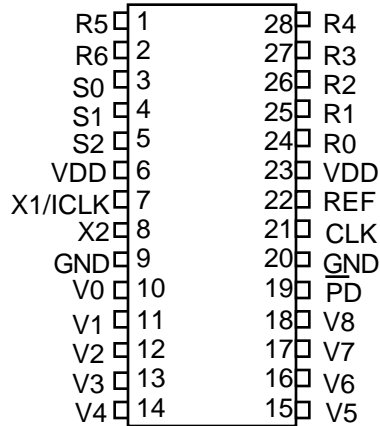 R5 1 28 R4
R6 2 27 R3
S0 3 26 R2
S1 4 25 R1
S2 5 24 R0
VDD 6 23 VDD
X1/ICLK 7 22 REF
X2 8 21 CLK
GND 9 20 GND
V0 10 19 P̅D̅
V1 11 18 V8
V2 12 17 V7
V3 13 16 V6
V4 14 15 V5